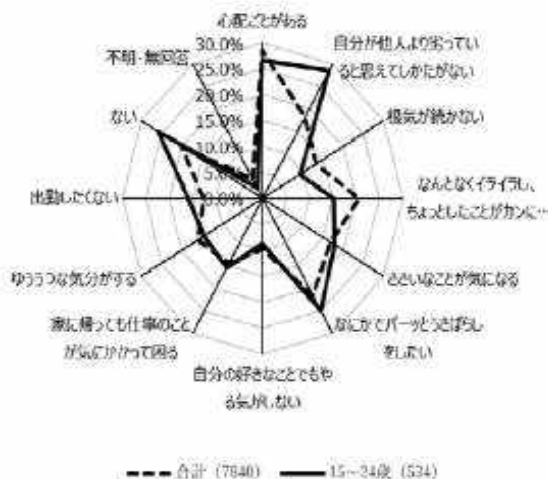 心配ごとがある
自分が他人より劣ってい
ると思えてしかたがない
根気が続かない
なんとなくイライラし、
ちょっとしたことがカンに…
ささいなことが気になる
なにかでパーッとうさばらし
をしたい
自分の好きなことでもや
る気がしない
家に帰っても仕事のこと
が気にかかって困る
ゆううつな気分がする
出勤したくない
ない
不明・無回答
30.0%
25.0%
20.0%
15.0%
10.0%
5.0%
0.0%
合計（7840）
15～24歳（534）